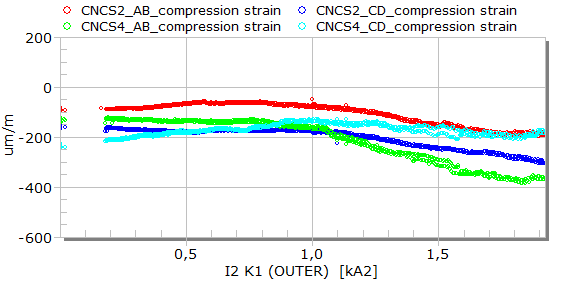 CNCS2_AB_compression strain CNCS2_CD_compression strain
CNCS4_AB_compression strain CNCS4_CD_compression strain
200
0
-200
-400
-600
um/m
0,5 1,0 1,5
I2 K1 (OUTER) [kA2]